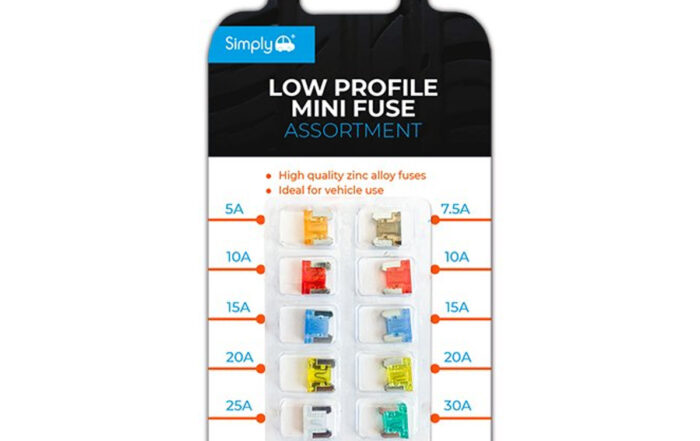 Simply
LOW PROFILE
MINI FUSE
ASSORTMENT
• High quality zinc alloy fuses
• Ideal for vehicle use
5A 7.5A
10A 10A
15A 15A
20A 20A
25A 30A